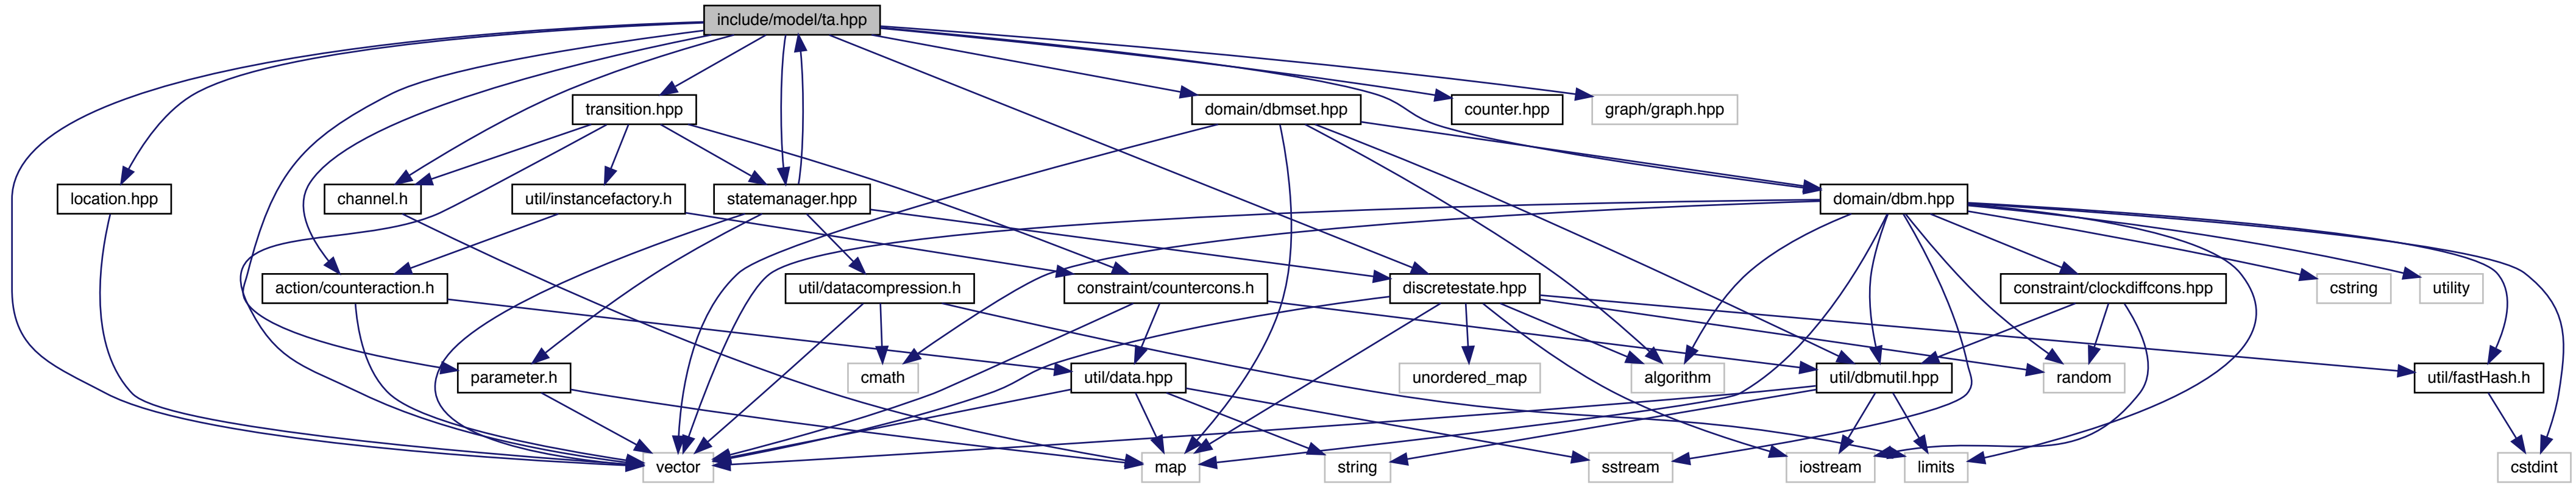 include/model/ta.hpp
transition.hpp
domain/dbmset.hpp
counter.hpp
graph/graph.hpp
location.hpp
channel.h
util/instancefactory.h
statemanager.hpp
domain/dbm.hpp
action/counteraction.h
util/datacompression.h
constraint/countercons.h
discretestate.hpp
constraint/clockdiffcons.hpp
cstring
utility
parameter.h
cmath
util/data.hpp
unordered_map
algorithm
util/dbmutil.hpp
random
util/fastHash.h
vector
map
string
sstream
iostream
limits
cstdint